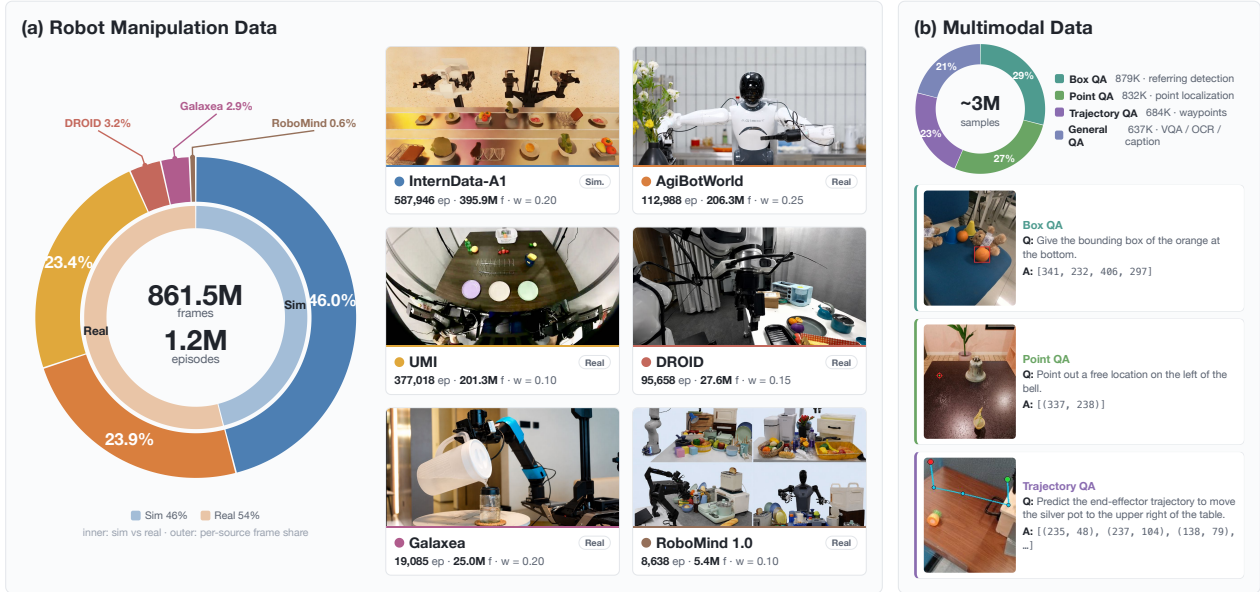 (a) Robot Manipulation Data
Galaxea 2.9%
DROID 3.2%
RoboMind 0.6%
23.4%
46.0%
23.9%
Real
Sim
861.5M
frames
1.2M
episodes
Sim 46%
Real 54%
inner: sim vs real · outer: per-source frame share
InternData-A1
Sim.
587,946 ep · 395.9M f · w = 0.20
AgiBotWorld
Real
112,988 ep · 206.3M f · w = 0.25
UMI
Real
377,018 ep · 201.3M f · w = 0.10
DROID
Real
95,658 ep · 27.6M f · w = 0.15
Galaxea
Real
19,085 ep · 25.0M f · w = 0.20
RoboMind 1.0
Real
8,638 ep · 5.4M f · w = 0.10
(b) Multimodal Data
21%
29%
23%
27%
~3M
samples
Box QA 879K · referring detection
Point QA 832K · point localization
Trajectory QA 684K · waypoints
General QA 637K · VQA / OCR /
caption
Box QA
Q: Give the bounding box of the orange at
the bottom.
A: [341, 232, 406, 297]
Point QA
Q: Point out a free location on the left of the
bell.
A: [(337, 238)]
Trajectory QA
Q: Predict the end-effector trajectory to move
the silver pot to the upper right of the table.
A: [(235, 48), (237, 104), (138, 79),
…]